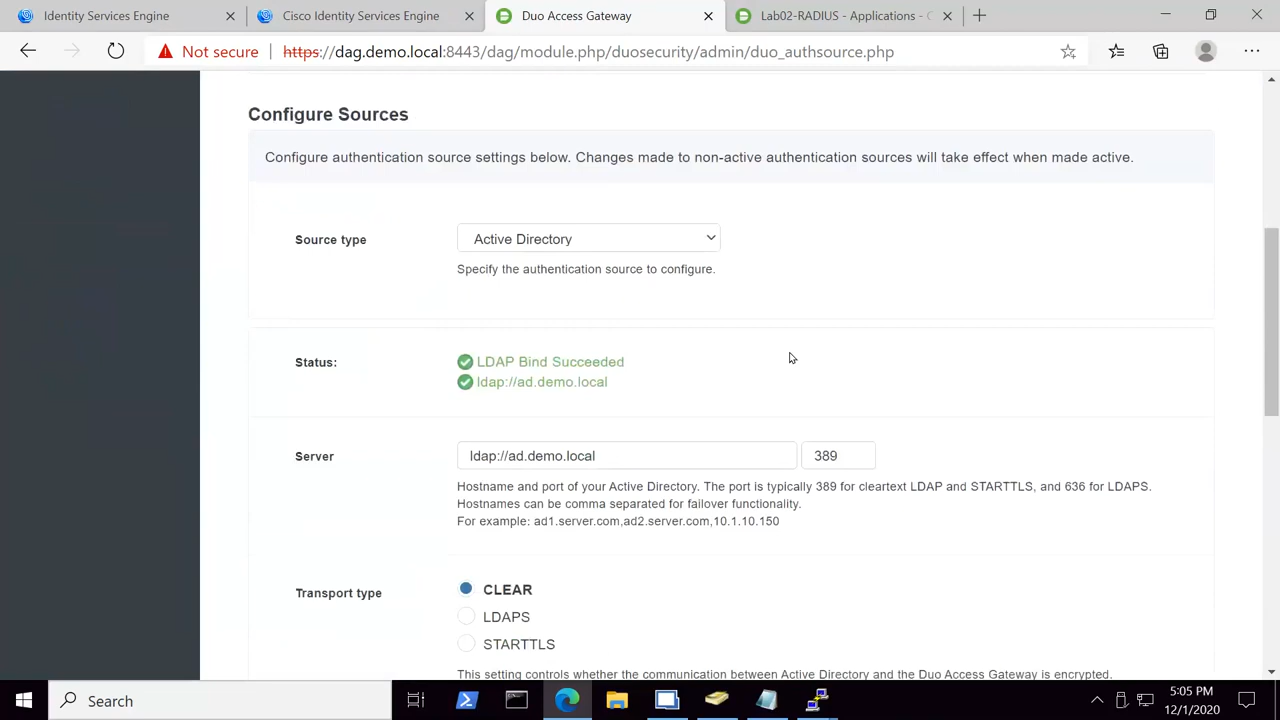 Identity Services Engine
Cisco Identity Services Engine
Duo Access Gateway
Lab02-RADIUS - Applications - C
Not secure
https://dag.demo.local:8443/dag/module.php/duosecurity/admin/duo_authsource.php
Configure Sources
Configure authentication source settings below. Changes made to non-active authentication sources will take effect when made active.
Source type
Active Directory
Specify the authentication source to configure.
Status:
LDAP Bind Succeeded
ldap://ad.demo.local
Server
ldap://ad.demo.local
389
Hostname and port of your Active Directory. The port is typically 389 for cleartext LDAP and STARTTLS, and 636 for LDAPS.
Hostnames can be comma separated for failover functionality.
For example: ad1.server.com,ad2.server.com,10.1.10.150
Transport type
CLEAR
LDAPS
STARTTLS
This setting controls whether the communication between Active Directory and the Duo Access Gateway is encrypted.
Search
5:05 PM
12/1/2020